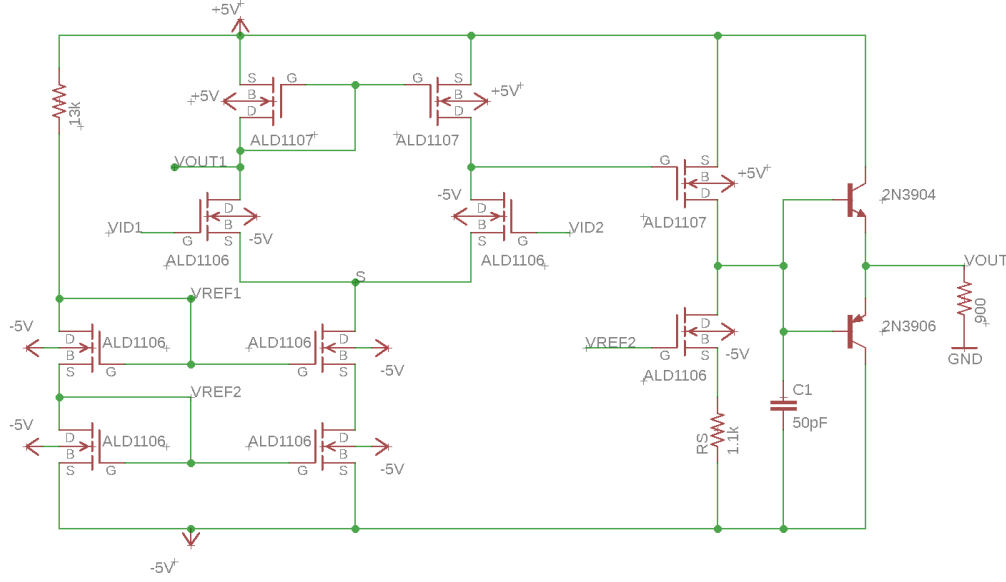 +5V
S
G
G
S
+5V
B
B
+5V
D
D
13k
ALD1107
ALD1107
VOUT1
G
S
B
+5V
D
2N3904
-5V
D
D
ALD1107
VID1
B
B
VID2
G
S
-5V
S
G
ALD1106
ALD1106
VOUT
S
VREF1
900
-5V
D
ALD1106
ALD1106
D
D
2N3906
B
B
VREF2
B
S
G
G
S
-5V
G
S
-5V
GND
ALD1106
VREF2
C1
-5V
D
ALD1106
ALD1106
D
50pF
B
B
RS
1.1k
S
G
G
S
-5V
-5V